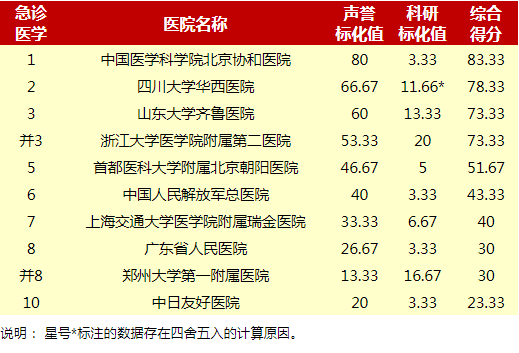 急诊医学 医院名称 声誉标化值 科研标化值 综合得分
1 中国医学科学院北京协和医院 80 3.33 83.33
2 四川大学华西医院 66.67 11.66* 78.33
3 山东大学齐鲁医院 60 13.33 73.33
并3 浙江大学医学院附属第二医院 53.33 20 73.33
5 首都医科大学附属北京朝阳医院 46.67 5 51.67
6 中国人民解放军总医院 40 3.33 43.33
7 上海交通大学医学院附属瑞金医院 33.33 6.67 40
8 广东省人民医院 26.67 3.33 30
并8 郑州大学第一附属医院 13.33 16.67 30
10 中日友好医院 20 3.33 23.33
说明： 星号*标注的数据存在四舍五入的计算原因。